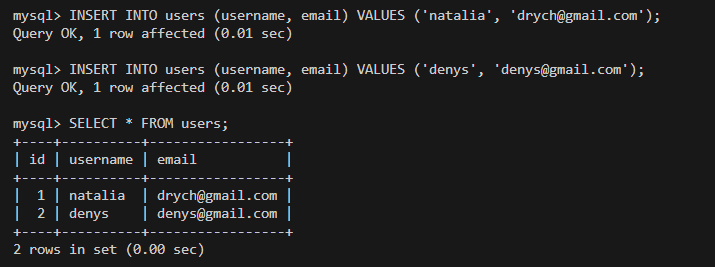 mysql> INSERT INTO users (username, email) VALUES ('natalia', 'drych@gmail.com');
Query OK, 1 row affected (0.01 sec)
mysql> INSERT INTO users (username, email) VALUES ('denys', 'denys@gmail.com');
Query OK, 1 row affected (0.01 sec)
mysql> SELECT * FROM users;
+----+----------+-----------------+
| id | username | email           |
+----+----------+-----------------+
|  1 | natalia  | drych@gmail.com |
|  2 | denys    | denys@gmail.com |
+----+----------+-----------------+
2 rows in set (0.00 sec)